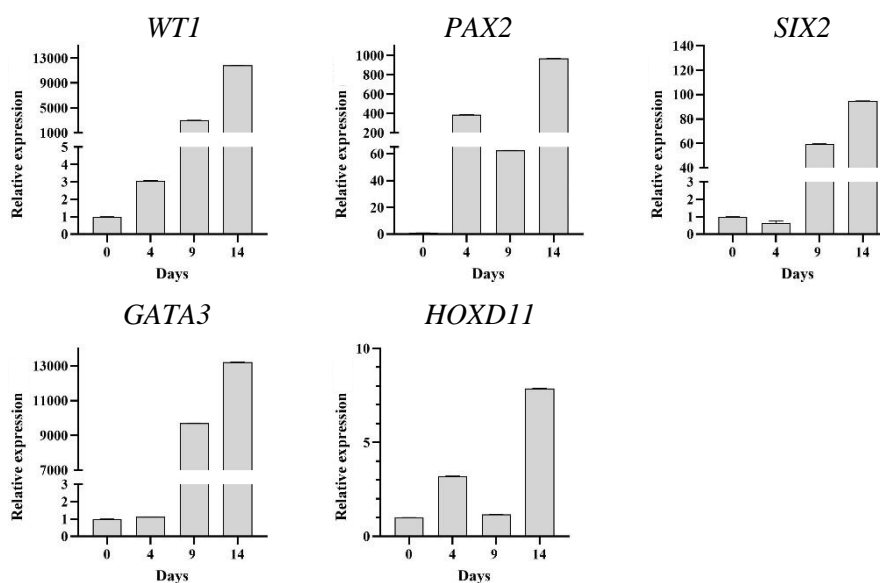 WT1
Relative expression
13000
9000
5000
1000
5
4
3
2
1
0
0 4 9 14
Days
PAX2
Relative expression
1000
800
600
400
200
60
40
20
0
0 4 9 14
Days
SIX2
Relative expression
140
120
100
80
60
40
3
2
1
0
0 4 9 14
Days
GATA3
Relative expression
13000
9000
7000
3
2
1
0
0 4 9 14
Days
HOXD11
Relative expression
10
5
0
0 4 9 14
Days